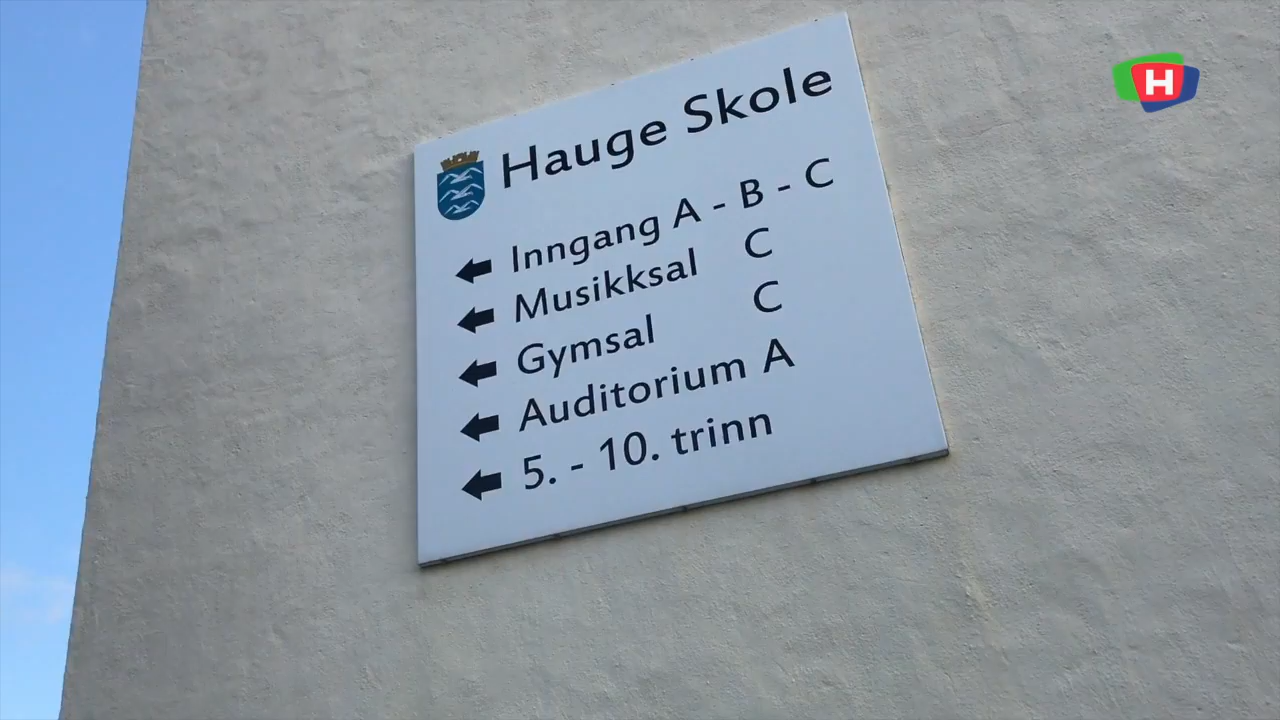 H
Hauge Skole
Inngang A - B - C
Musikksal C
Gymsal C
Auditorium A
5. - 10. trinn